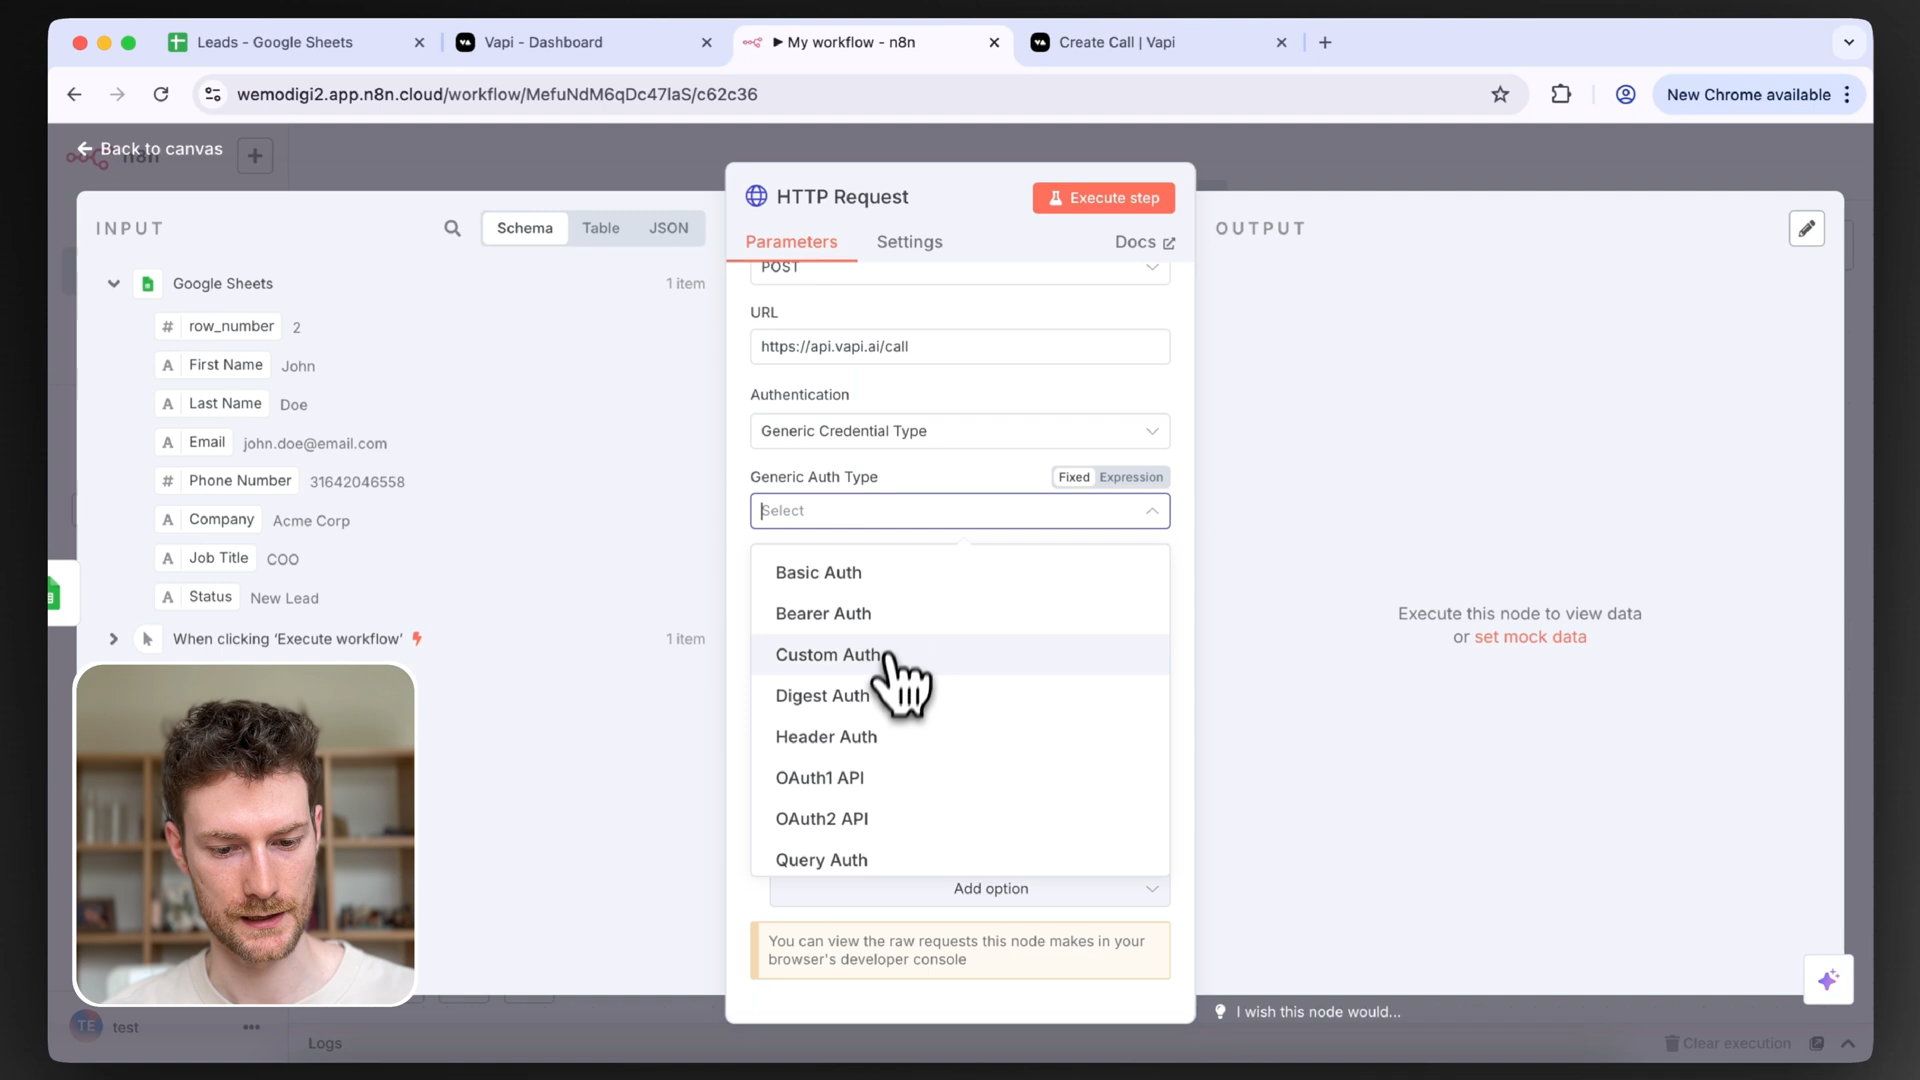 Leads - Google Sheets
Vapi - Dashboard
My workflow - n8n
Create Call | Vapi
wemodigi2.app.n8n.cloud/workflow/MefuNdM6qDc47IaS/c62c36
New Chrome available
Back to canvas
n8n
INPUT
Schema
Table
JSON
Google Sheets
1 item
# row_number 2
A First Name John
A Last Name Doe
A Email john.doe@email.com
# Phone Number 31642046558
A Company Acme Corp
A Job Title COO
A Status New Lead
When clicking ‘Execute workflow’
1 item
HTTP Request
Execute step
Parameters
Settings
Docs
POST
URL
https://api.vapi.ai/call
Authentication
Generic Credential Type
Generic Auth Type
Fixed
Expression
Select
Basic Auth
Bearer Auth
Custom Auth
Digest Auth
Header Auth
OAuth1 API
OAuth2 API
Query Auth
Add option
You can view the raw requests this node makes in your
browser's developer console
OUTPUT
Execute this node to view data
or set mock data
I wish this node would...
TE
test
Logs
Clear execution